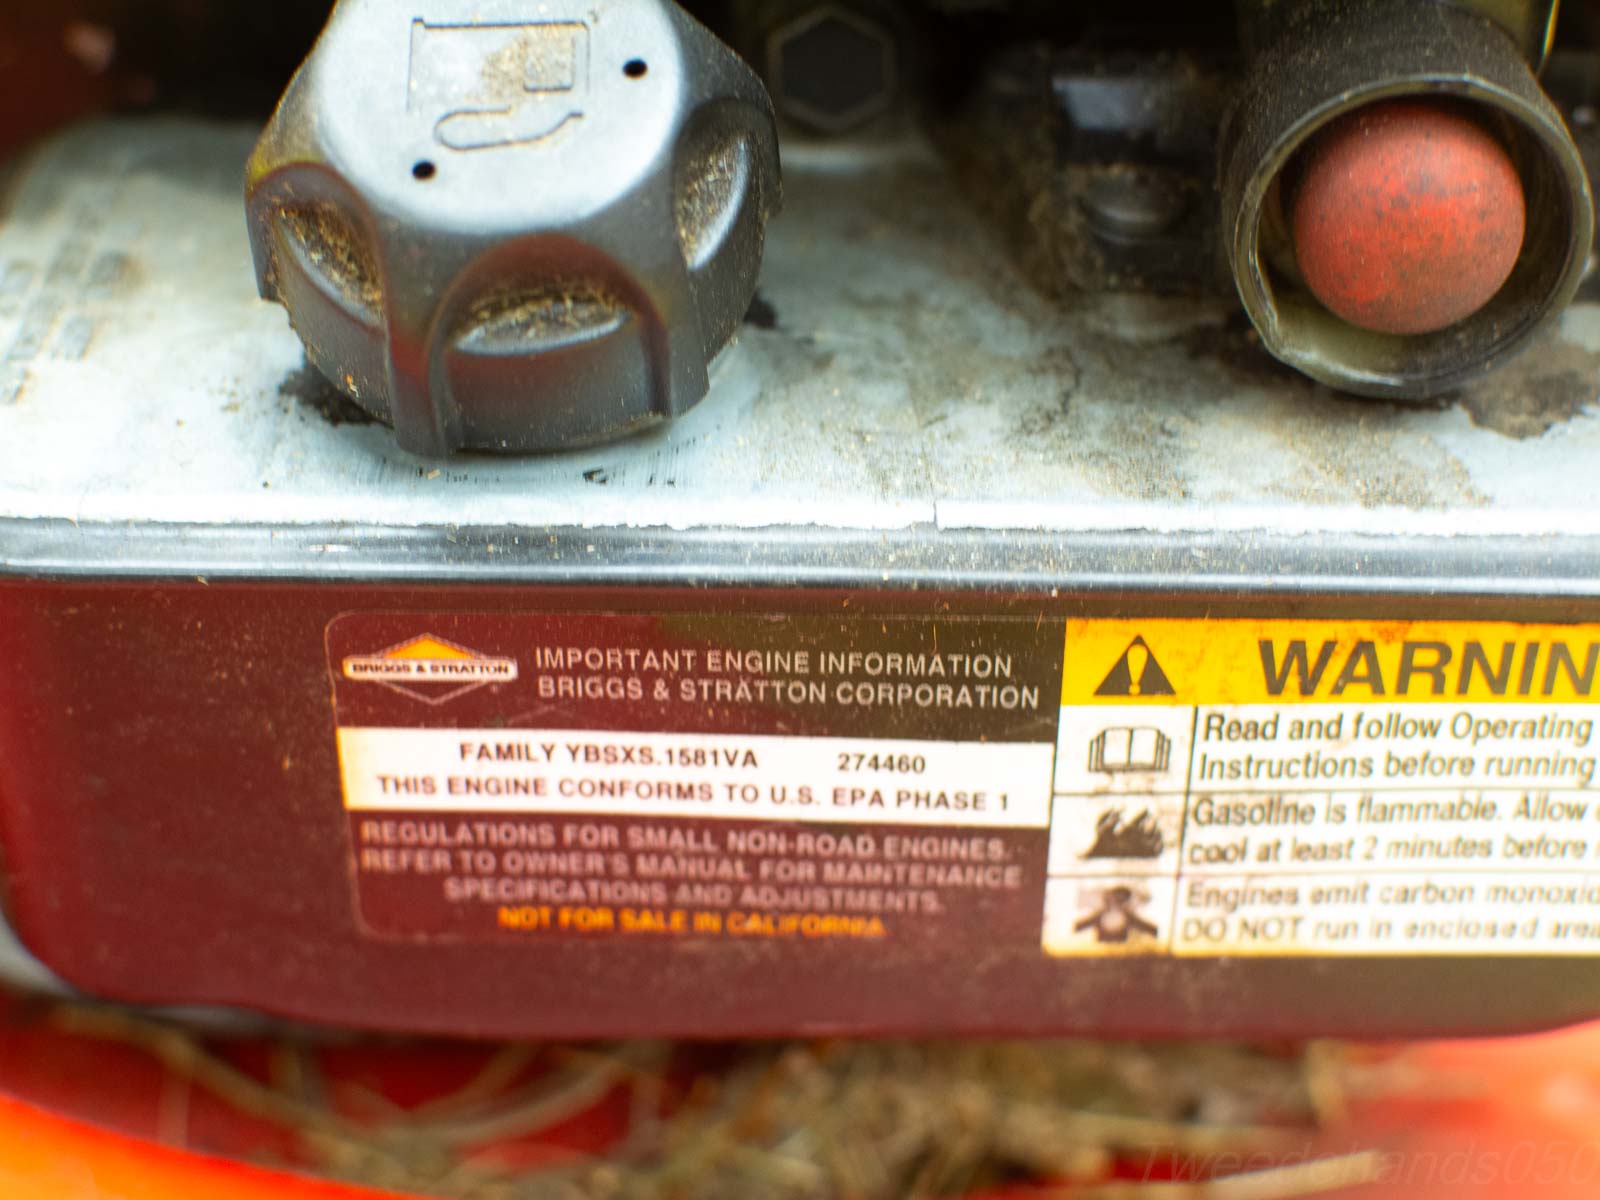 BRIGGS & STRATTON
IMPORTANT ENGINE INFORMATION
BRIGGS & STRATTON CORPORATION
FAMILY YBSXS.1581VA 274460
THIS ENGINE CONFORMS TO U.S. EPA PHASE 1
REGULATIONS FOR SMALL NON-ROAD ENGINES.
REFER TO OWNER'S MANUAL FOR MAINTENANCE
SPECIFICATIONS AND ADJUSTMENTS.
NOT FOR SALE IN CALIFORNIA
WARNIN
Read and follow Operating
Instructions before running
Gasoline is flammable. Allow
cool at least 2 minutes before
Engines emit carbon monoxi
DO NOT run in enclosed area
Tweedehands050